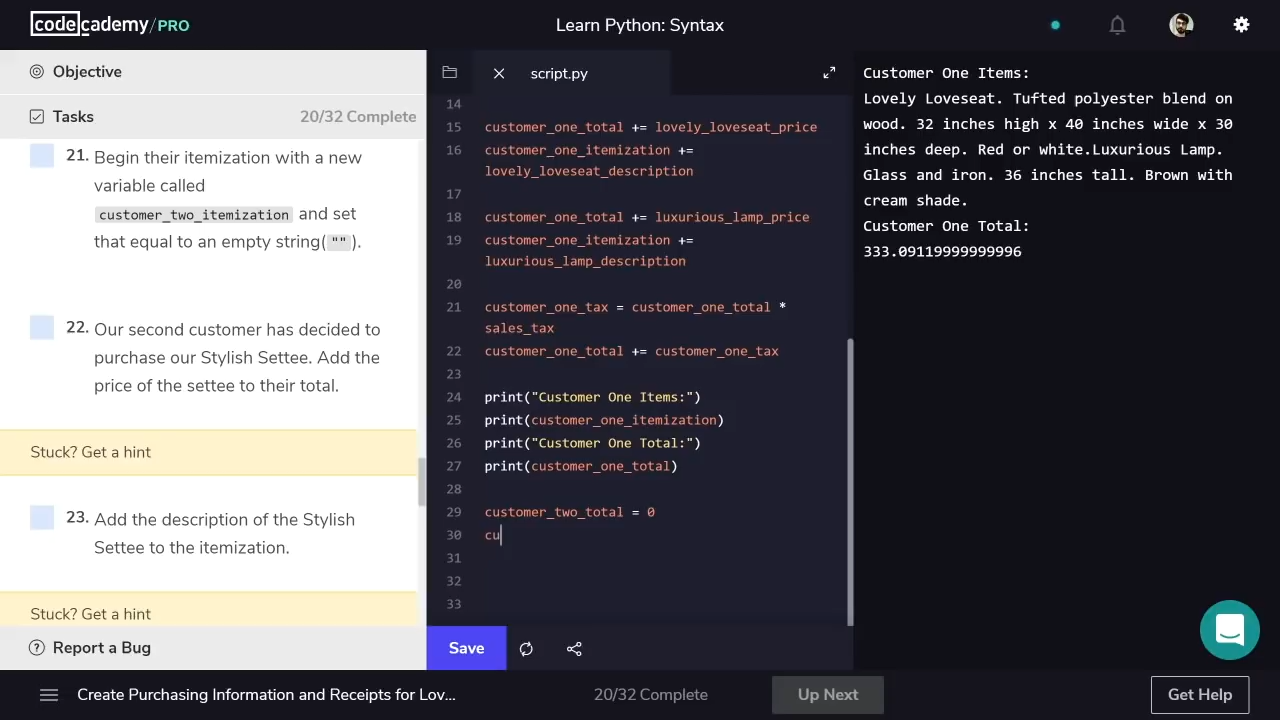 codecademy/PRO
Learn Python: Syntax
Objective
Tasks
20/32 Complete
21. Begin their itemization with a new
variable called
customer_two_itemization and set
that equal to an empty string("").
22. Our second customer has decided to
purchase our Stylish Settee. Add the
price of the settee to their total.
Stuck? Get a hint
23. Add the description of the Stylish
Settee to the itemization.
Stuck? Get a hint
? Report a Bug
× script.py
14
15 customer_one_total += lovely_loveseat_price
16 customer_one_itemization +=
lovely_loveseat_description
17
18 customer_one_total += luxurious_lamp_price
19 customer_one_itemization +=
luxurious_lamp_description
20
21 customer_one_tax = customer_one_total *
sales_tax
22 customer_one_total += customer_one_tax
23
24 print("Customer One Items:")
25 print(customer_one_itemization)
26 print("Customer One Total:")
27 print(customer_one_total)
28
29 customer_two_total = 0
30 cu
31
32
33
Save
Customer One Items:
Lovely Loveseat. Tufted polyester blend on
wood. 32 inches high x 40 inches wide x 30
inches deep. Red or white.Luxurious Lamp.
Glass and iron. 36 inches tall. Brown with
cream shade.
Customer One Total:
333.09119999999996
Create Purchasing Information and Receipts for Lov...
20/32 Complete
Up Next
Get Help